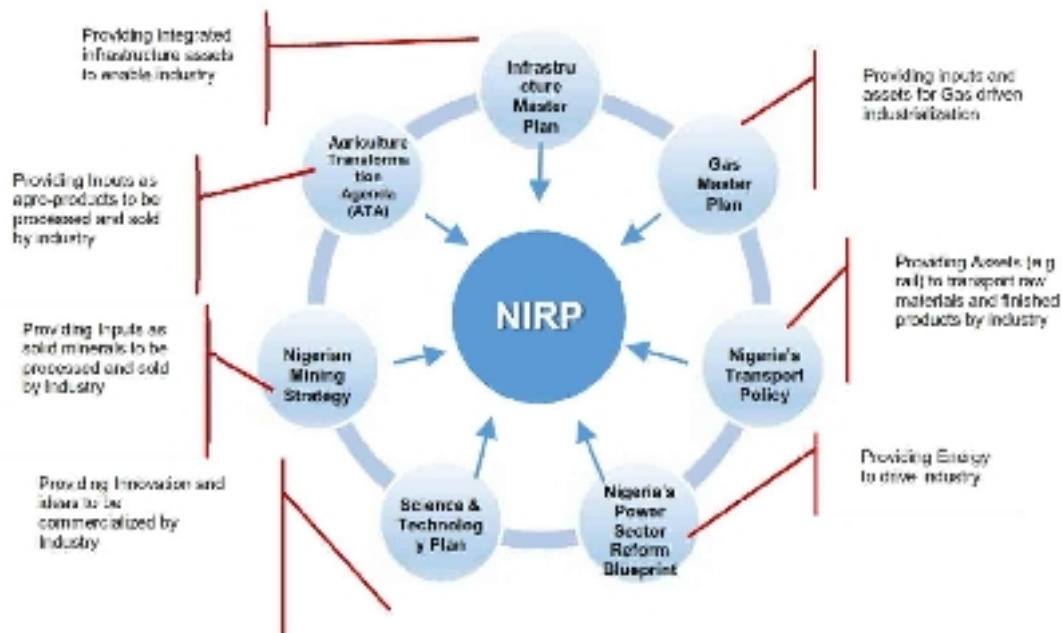 Providing Integrated
infrastructure assets
to enable industry
Infrastru
cture
Master
Plan
Providing inputs and
assets for Gas driven
industrialization
Gas
Master
Plan
Agriculture
Transforma
tion
Agenda
(ATA)
Providing Inputs as
agro-products to be
processed and sold
by industry
NIRP
Providing Assets (e.g
rail) to transport raw
materials and finished
products by Industry
Nigeria's
Transport
Policy
Providing Inputs as
solid minerals to be
processed and sold
by Industry
Nigerian
Mining
Strategy
Providing Energy
to drive Industry
Nigeria's
Power
Sector
Reform
Blueprint
Providing Innovation and
ideas to be
commercialized by
Industry
Science &
Technolog
y Plan